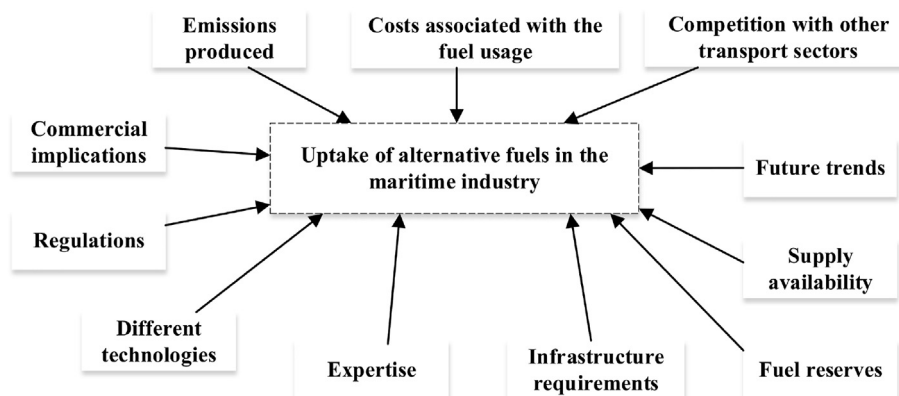 Emissions
produced
Costs associated with the
fuel usage
Competition with other
transport sectors
Commercial
implications
Uptake of alternative fuels in the
maritime industry
Future trends
Regulations
Supply
availability
Different
technologies
Expertise
Infrastructure
requirements
Fuel reserves